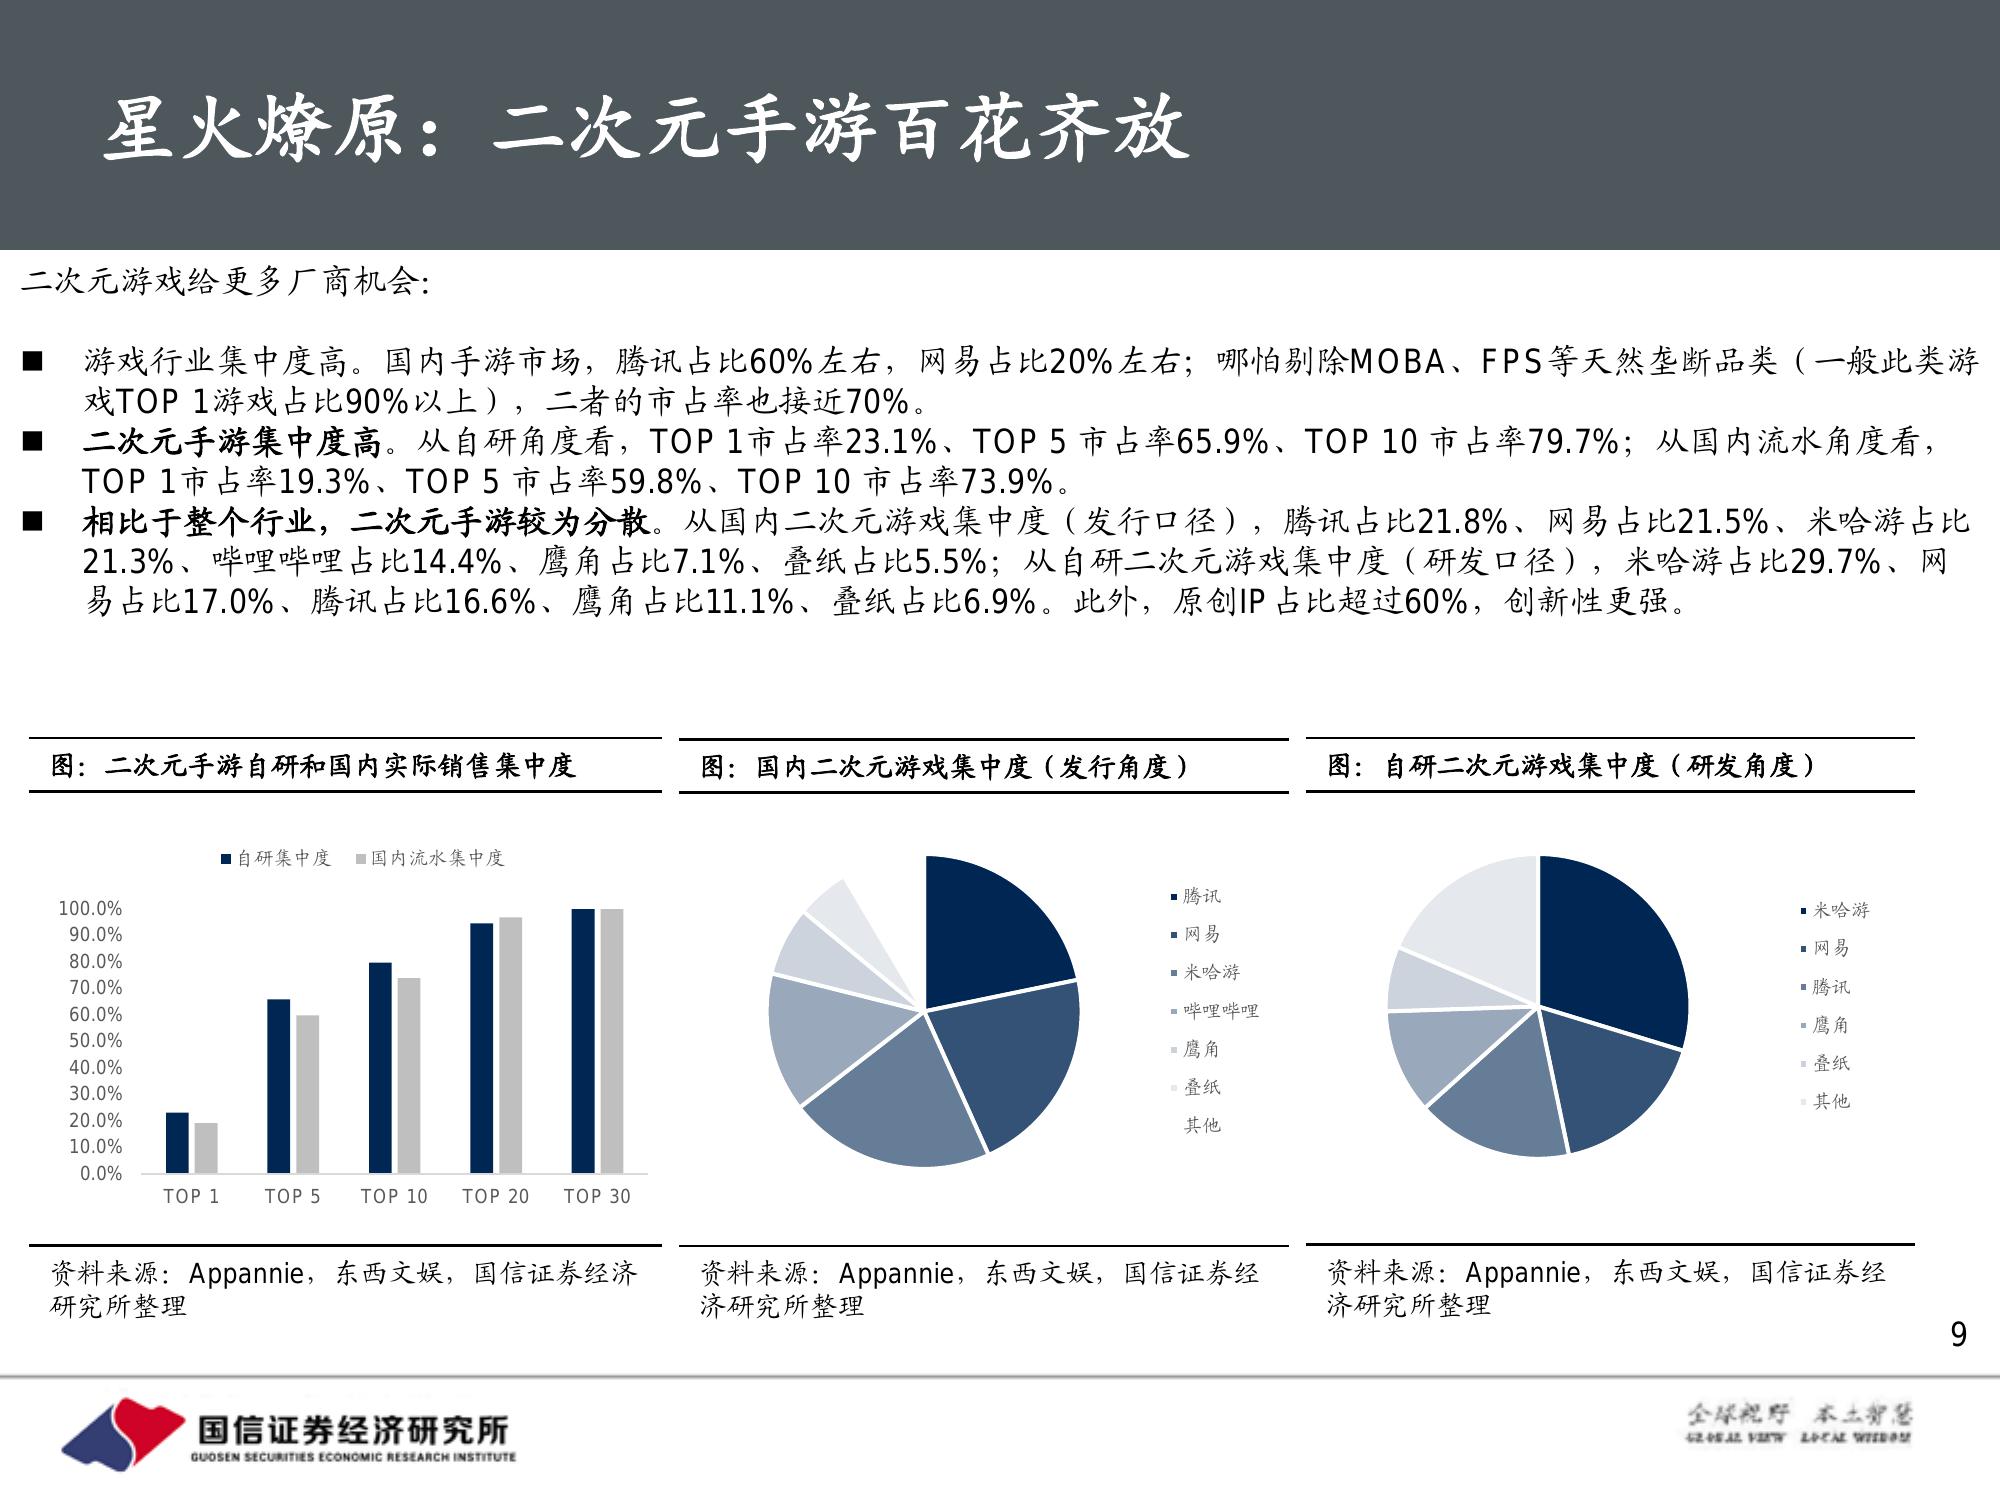 星火燎原：二次元手游百花齐放
二次元游戏给更多厂商机会：
■ 游戏行业集中度高。国内手游市场，腾讯占比60%左右，网易占比20%左右；哪怕剔除MOBA、FPS等天然垄断品类（一般此类游
戏TOP 1游戏占比90%以上），二者的市占率也接近70%。
■ 二次元手游集中度高。从自研角度看，TOP 1市占率23.1%、TOP 5 市占率65.9%、TOP 10 市占率79.7%；从国内流水角度看，
TOP 1市占率19.3%、TOP 5 市占率59.8%、TOP 10 市占率73.9%。
■ 相比于整个行业，二次元手游较为分散。从国内二次元游戏集中度（发行口径），腾讯占比21.8%、网易占比21.5%、米哈游占比
21.3%、哔哩哔哩占比14.4%、鹰角占比7.1%、叠纸占比5.5%；从自研二次元游戏集中度（研发口径），米哈游占比29.7%、网
易占比17.0%、腾讯占比16.6%、鹰角占比11.1%、叠纸占比6.9%。此外，原创IP占比超过60%，创新性更强。
图：二次元手游自研和国内实际销售集中度
自研集中度 国内流水集中度
100.0%
90.0%
80.0%
70.0%
60.0%
50.0%
40.0%
30.0%
20.0%
10.0%
0.0%
TOP 1 TOP 5 TOP 10 TOP 20 TOP 30
资料来源：Appannie，东西文娱，国信证券经济
研究所整理
图：国内二次元游戏集中度（发行角度）
腾讯
网易
米哈游
哔哩哔哩
鹰角
叠纸
其他
资料来源：Appannie，东西文娱，国信证券经
济研究所整理
图：自研二次元游戏集中度（研发角度）
米哈游
网易
腾讯
鹰角
叠纸
其他
资料来源：Appannie，东西文娱，国信证券经
济研究所整理
9
国信证券经济研究所
GUOSEN SECURITIES ECONOMIC RESEARCH INSTITUTE
全球视野 本土智慧
GLOBAL VIEW LOCAL WISDOM